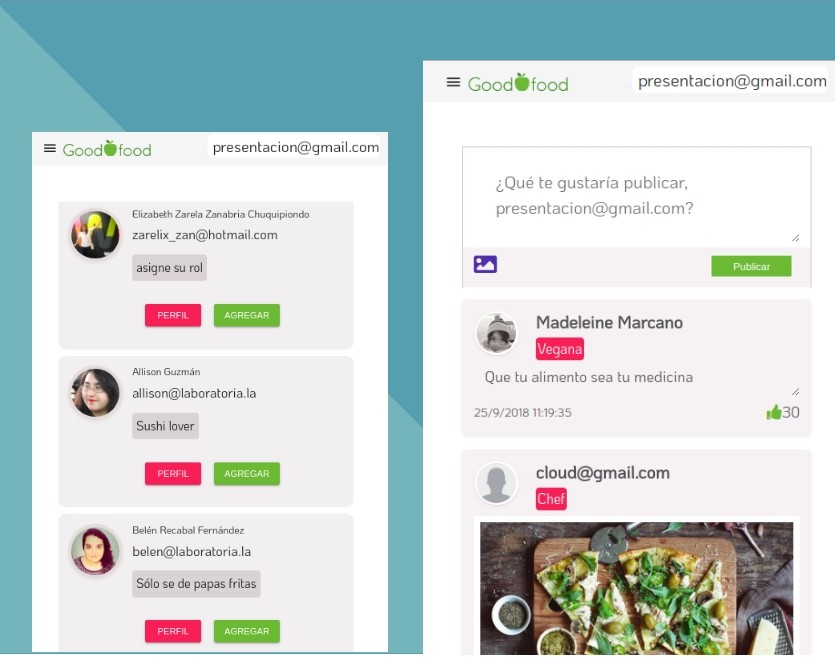 Good food
presentacion@gmail.com
Elizabeth Zarela Zanabria Chuquipiondo
zarelix_zan@hotmail.com
asigne su rol
PERFIL
AGREGAR
Allison Guzmán
allison@laboratoria.la
Sushi lover
PERFIL
AGREGAR
Belén Recabal Fernández
belen@laboratoria.la
Sólo se de papas fritas
PERFIL
AGREGAR
Good food
presentacion@gmail.com
¿Qué te gustaría publicar,
presentacion@gmail.com?
Publicar
Madeleine Marcano
Vegana
Que tu alimento sea tu medicina
25/9/2018 11:19:35
30
cloud@gmail.com
Chef